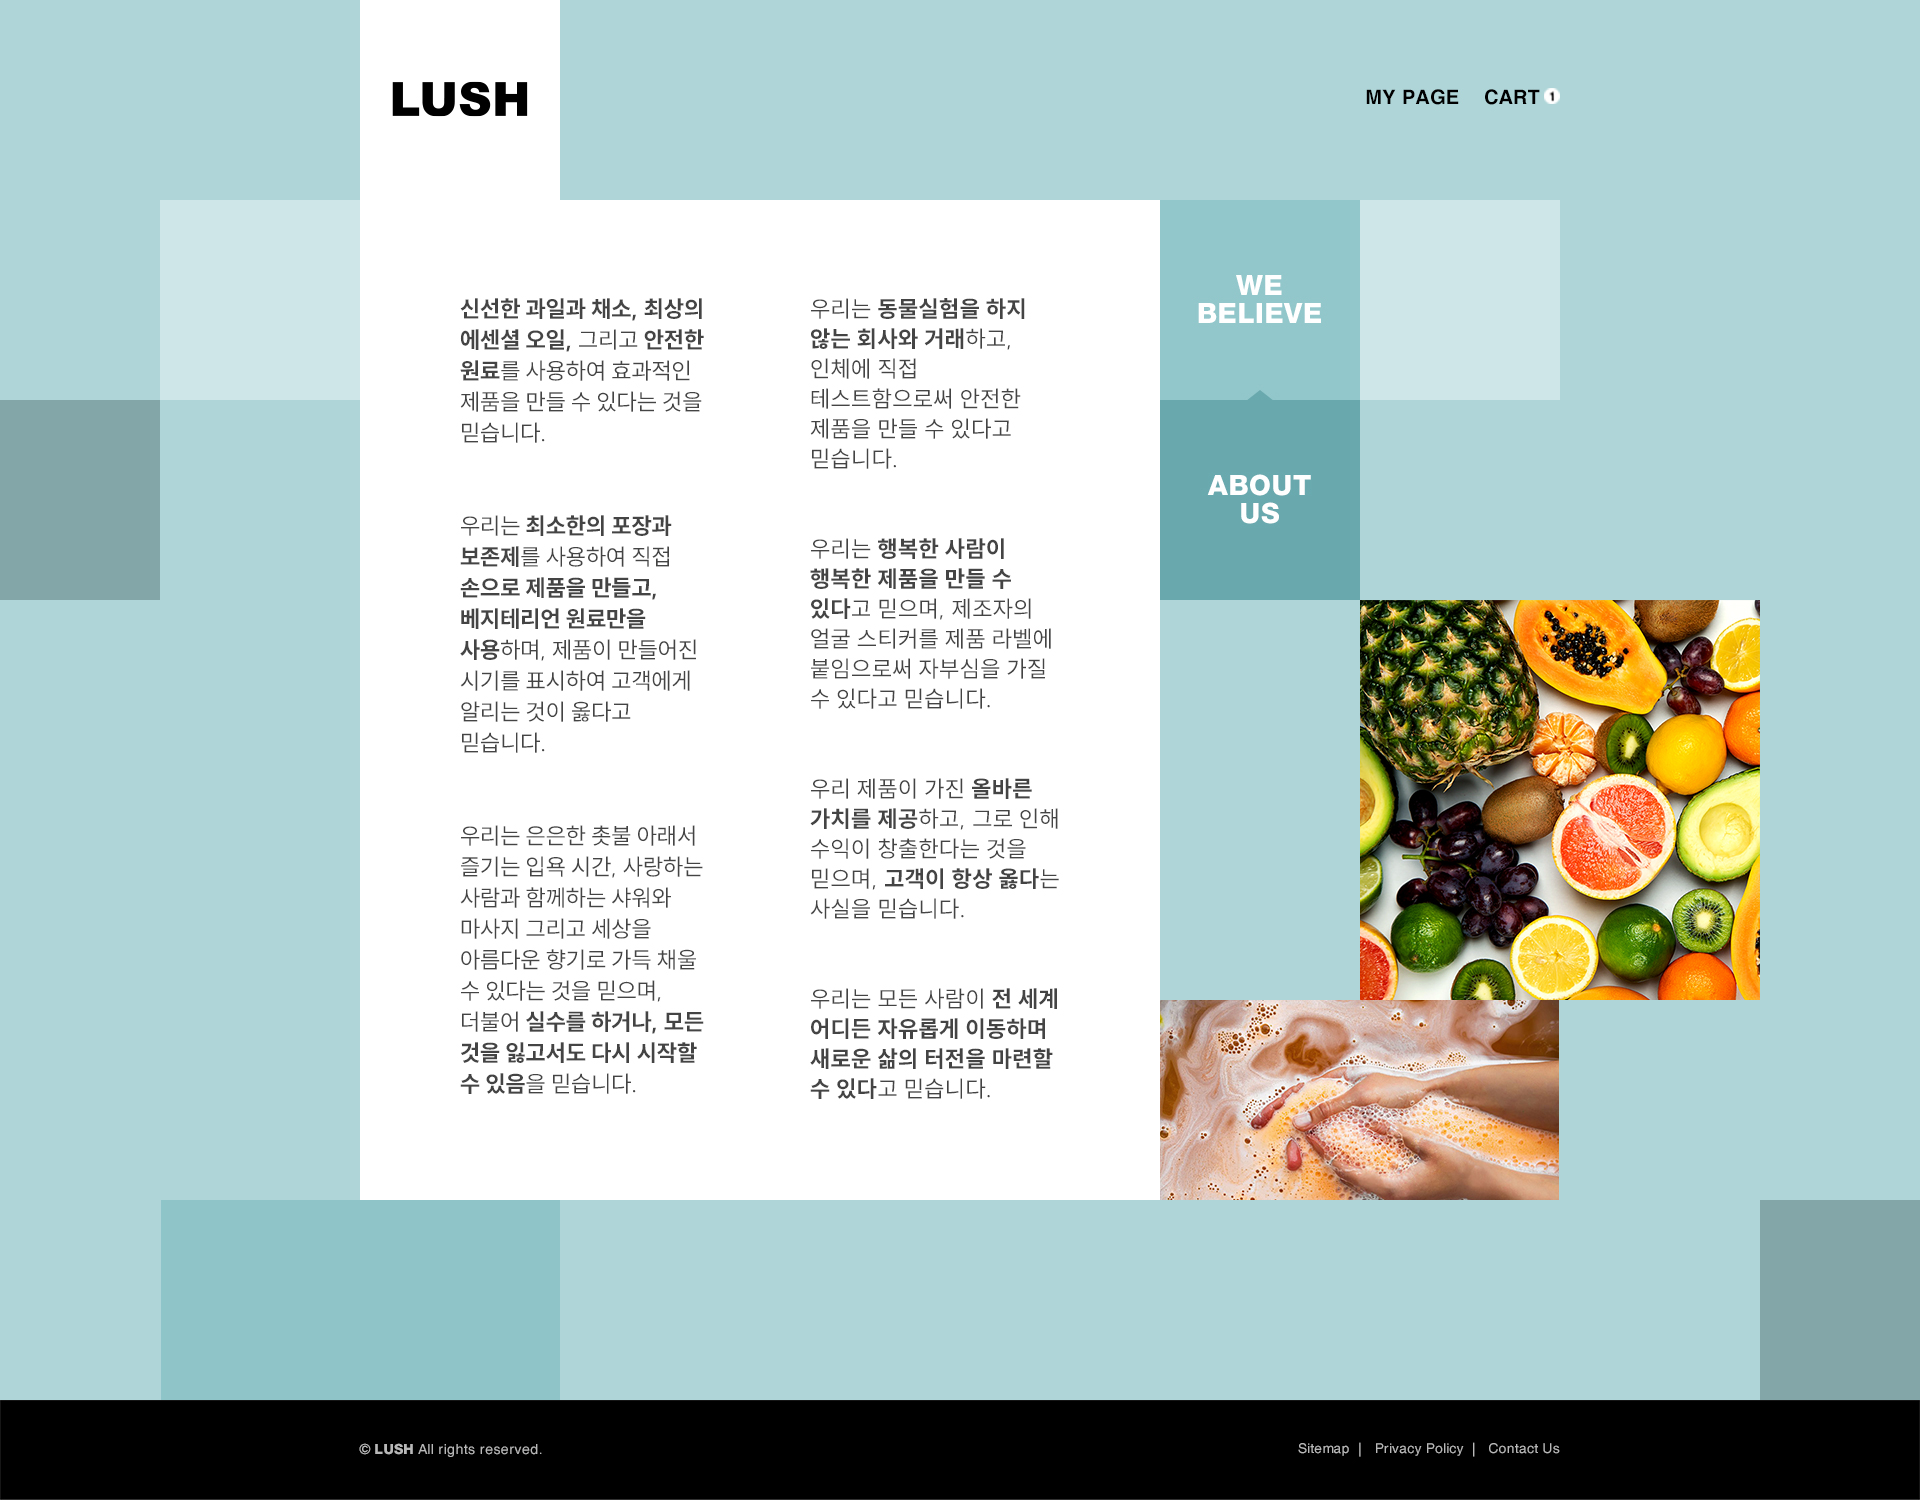 LUSH
MY PAGE
CART 1
신선한 과일과 채소, 최상의
에센셜 오일, 그리고 안전한
원료를 사용하여 효과적인
제품을 만들 수 있다는 것을
믿습니다.
우리는 최소한의 포장과
보존제를 사용하여 직접
손으로 제품을 만들고,
베지테리언 원료만을
사용하며, 제품이 만들어진
시기를 표시하여 고객에게
알리는 것이 옳다고
믿습니다.
우리는 은은한 촛불 아래서
즐기는 입욕 시간, 사랑하는
사람과 함께하는 샤워와
마사지 그리고 세상을
아름다운 향기로 가득 채울
수 있다는 것을 믿으며,
더불어 실수를 하거나, 모든
것을 잃고서도 다시 시작할
수 있음을 믿습니다.
우리는 동물실험을 하지
않는 회사와 거래하고,
인체에 직접
테스트함으로써 안전한
제품을 만들 수 있다고
믿습니다.
우리는 행복한 사람이
행복한 제품을 만들 수
있다고 믿으며, 제조자의
얼굴 스티커를 제품 라벨에
붙임으로써 자부심을 가질
수 있다고 믿습니다.
우리 제품이 가진 올바른
가치를 제공하고, 그로 인해
수익이 창출한다는 것을
믿으며, 고객이 항상 옳다는
사실을 믿습니다.
우리는 모든 사람이 전 세계
어디든 자유롭게 이동하며
새로운 삶의 터전을 마련할
수 있다고 믿습니다.
WE
BELIEVE
ABOUT
US
© LUSH All rights reserved.
Sitemap | Privacy Policy | Contact Us